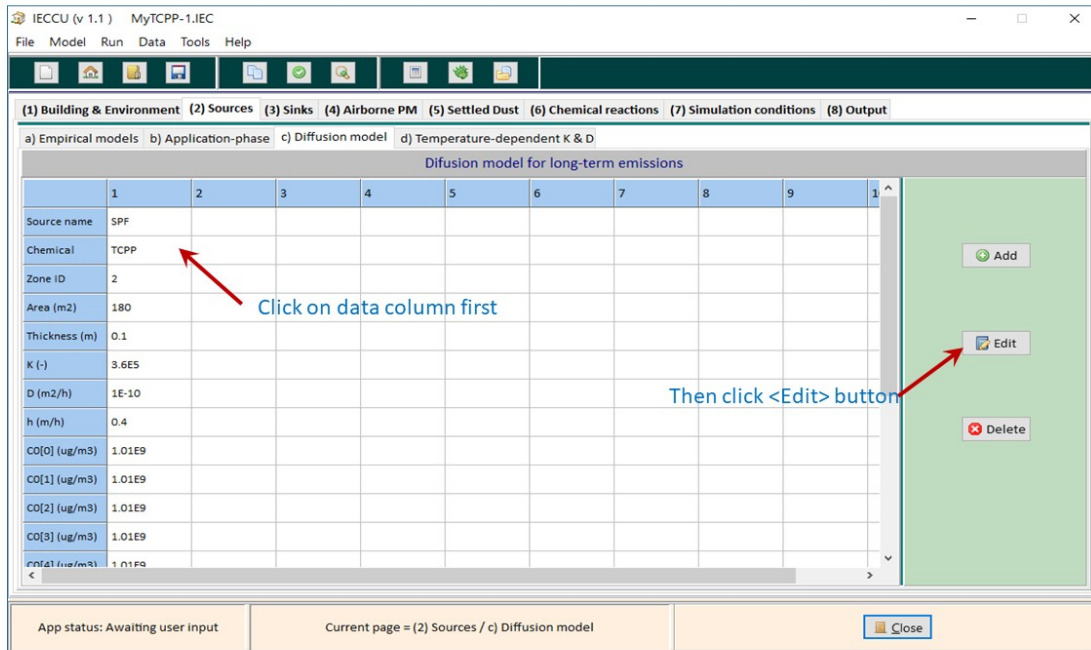 IECCU (v 1.1 )    MyTCPP-1.IEC
File  Model  Run  Data  Tools  Help
(1) Building & Environment  (2) Sources  (3) Sinks  (4) Airborne PM  (5) Settled Dust  (6) Chemical reactions  (7) Simulation conditions  (8) Output
a) Empirical models  b) Application-phase  c) Diffusion model  d) Temperature-dependent K & D
Difusion model for long-term emissions
1  2  3  4  5  6  7  8  9
Source name  SPF
Chemical  TCPP
Add
Zone ID  2
Click on data column first
Area (m2)  180
Thickness (m)  0.1
Edit
K (-)  3.6E5
D (m2/h)  1E-10
Then click <Edit> button
h (m/h)  0.4
Delete
C0[0] (ug/m3)  1.01E9
C0[1] (ug/m3)  1.01E9
C0[2] (ug/m3)  1.01E9
C0[3] (ug/m3)  1.01E9
C0[4] (ug/m3)  1.01E9
App status: Awaiting user input
Current page = (2) Sources / c) Diffusion model
Close